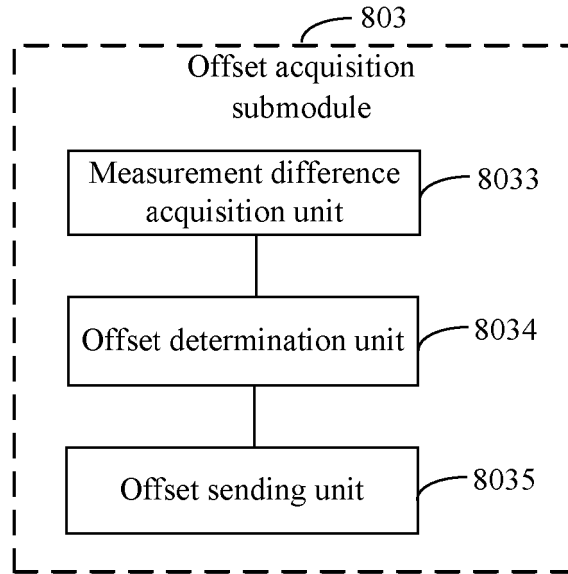 803
Offset acquisition
submodule
Measurement difference
acquisition unit
8033
Offset determination unit
8034
Offset sending unit
8035